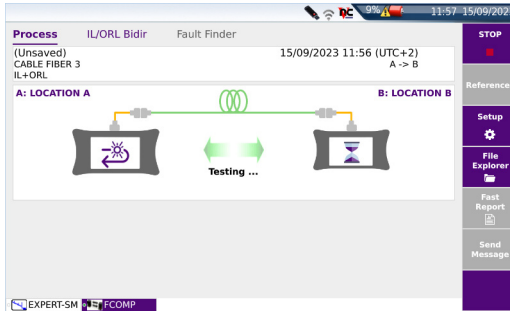 9% 11:57 15/09/202
Process IL/ORL Bidir Fault Finder
STOP
(Unsaved) 15/09/2023 11:56 (UTC+2)
CABLE FIBER 3 A -> B
IL+ORL
Reference
A: LOCATION A B: LOCATION B
Setup
Testing ...
File
Explorer
Fast
Report
Send
Message
EXPERT-SM FCOMP